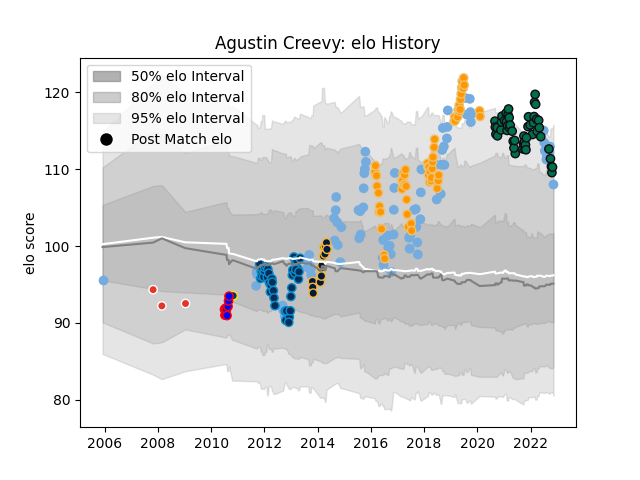 Agustin Creevy: elo History
50% elo Interval
80% elo Interval
95% elo Interval
Post Match elo
elo score
120
110
100
90
80
2006 2008 2010 2012 2014 2016 2018 2020 2022